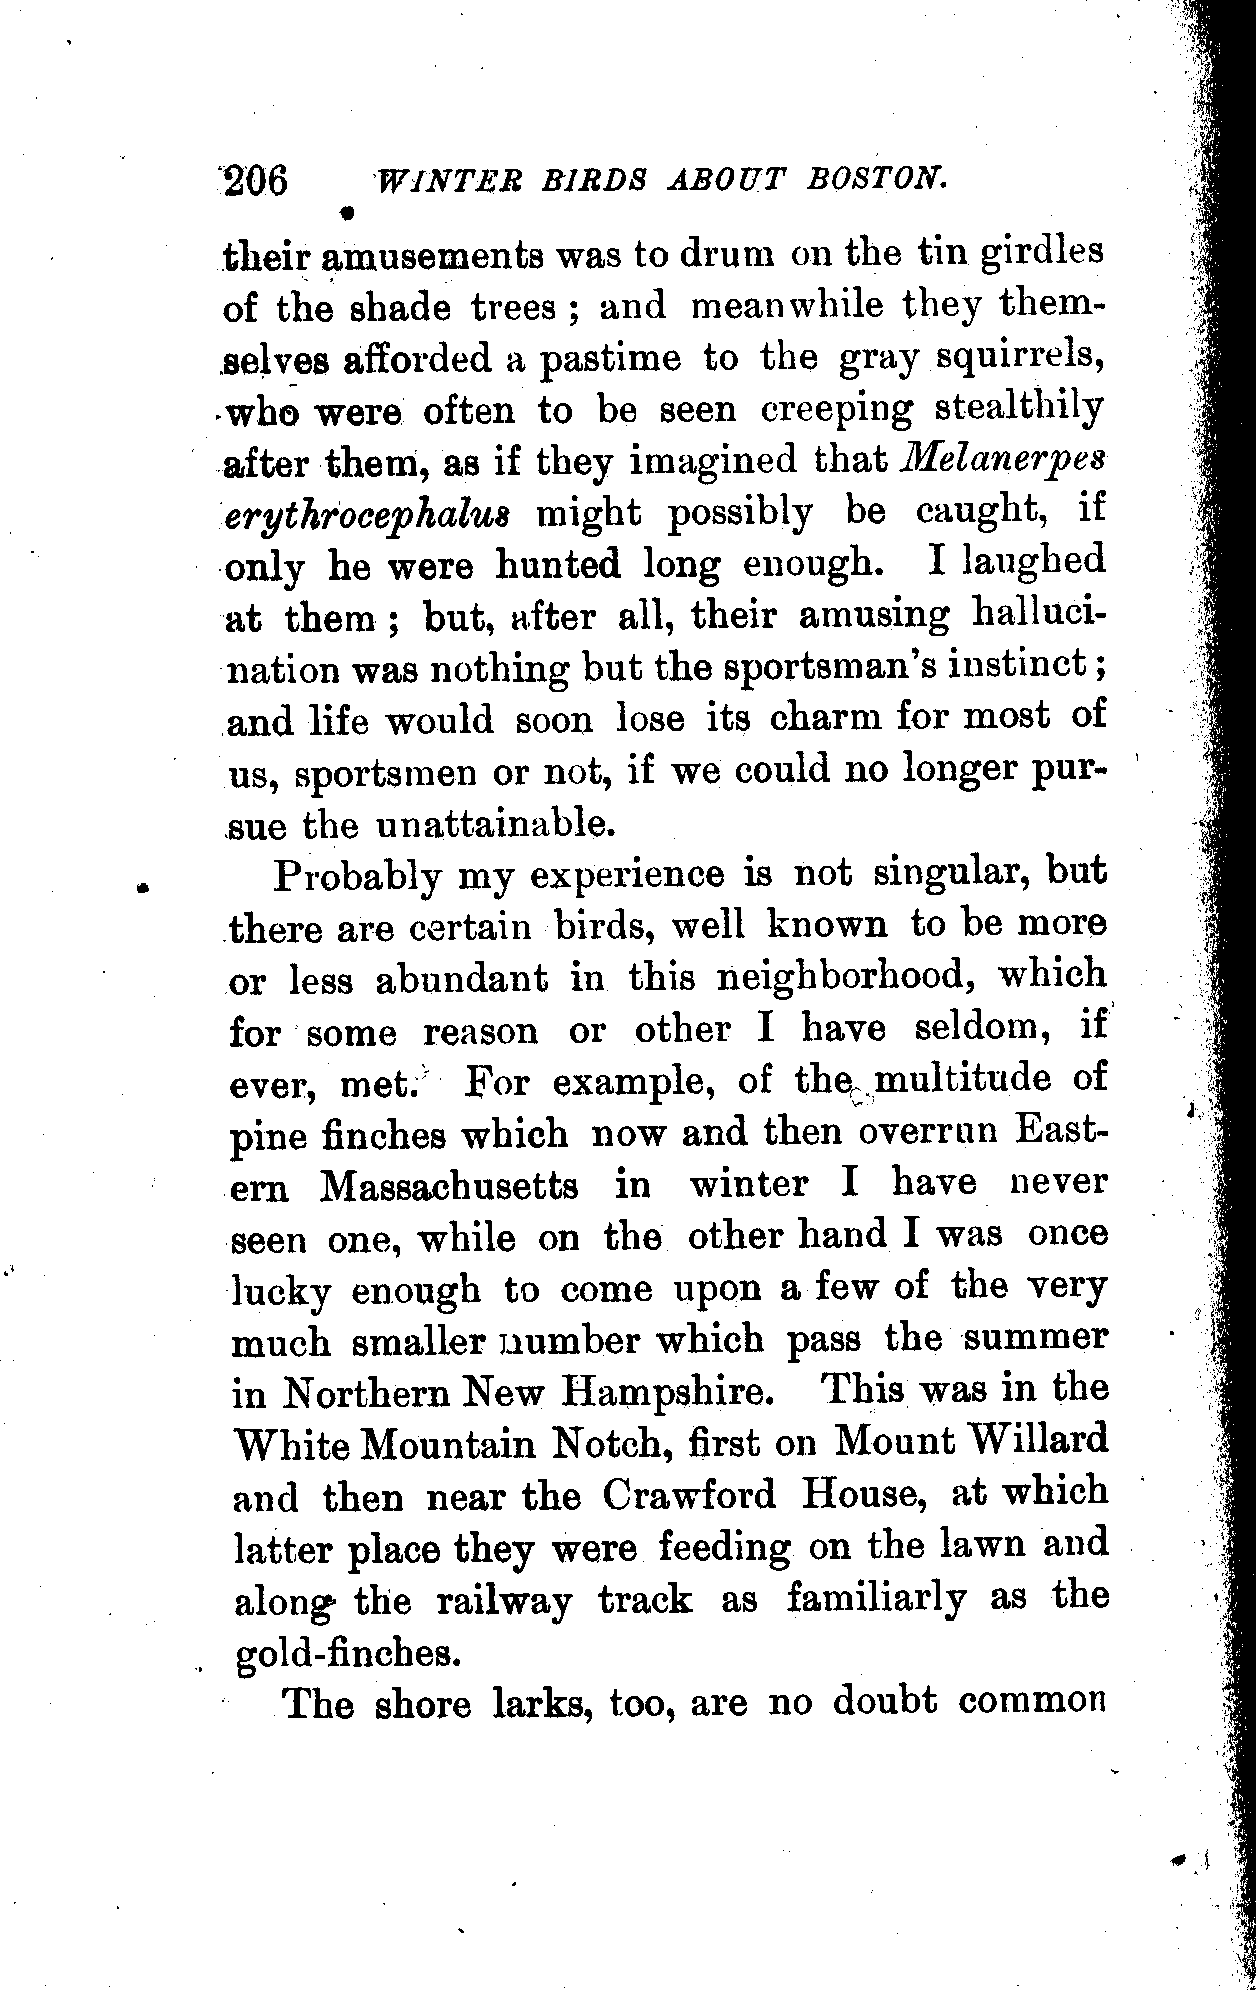 206 WINTER BIRDS ABOUT BOSTON.
their amusements was to drum on the tin girdles
of the shade trees ; and meanwhile they them-
selves afforded a pastime to the gray squirrels,
who were often to be seen creeping stealthily
after them, as if they imagined that Melanerpes
erythrocephalus might possibly be caught, if
only he were hunted long enough. I laughed
at them ; but, after all, their amusing halluci-
nation was nothing but the sportsman's instinct ;
and life would soon lose its charm for most of
us, sportsmen or not, if we could no longer pur-
sue the unattainable.
Probably my experience is not singular, but
there are certain birds, well known to be more
or less abundant in this neighborhood, which
for some reason or other I have seldom, if
ever, met. For example, of the multitude of
pine finches which now and then overrun East-
ern Massachusetts in winter I have never
seen one, while on the other hand I was once
lucky enough to come upon a few of the very
much smaller number which pass the summer
in Northern New Hampshire. This was in the
White Mountain Notch, first on Mount Willard
and then near the Crawford House, at which
latter place they were feeding on the lawn and
along the railway track as familiarly as the
gold-finches.
The shore larks, too, are no doubt common